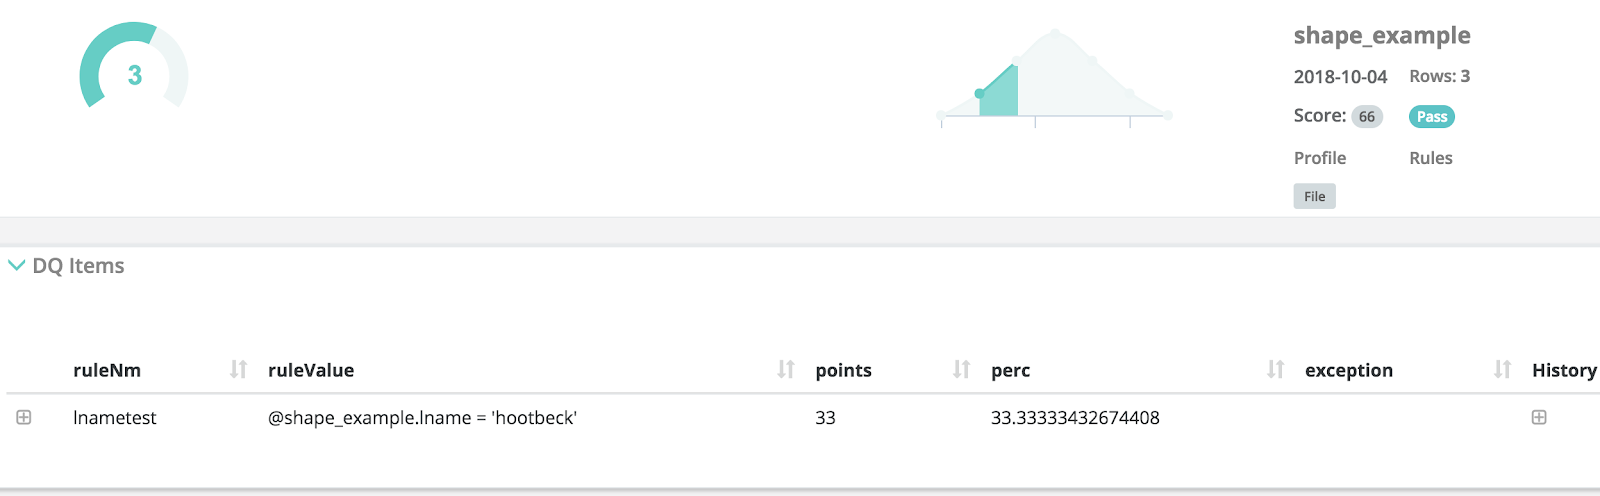 3
shape_example
2018-10-04 Rows: 3
Score: 66 Pass
Profile Rules
File
DQ Items
ruleNm ruleValue points perc exception History
lnametest @shape_example.lname = 'hootbeck' 33 33.33333432674408